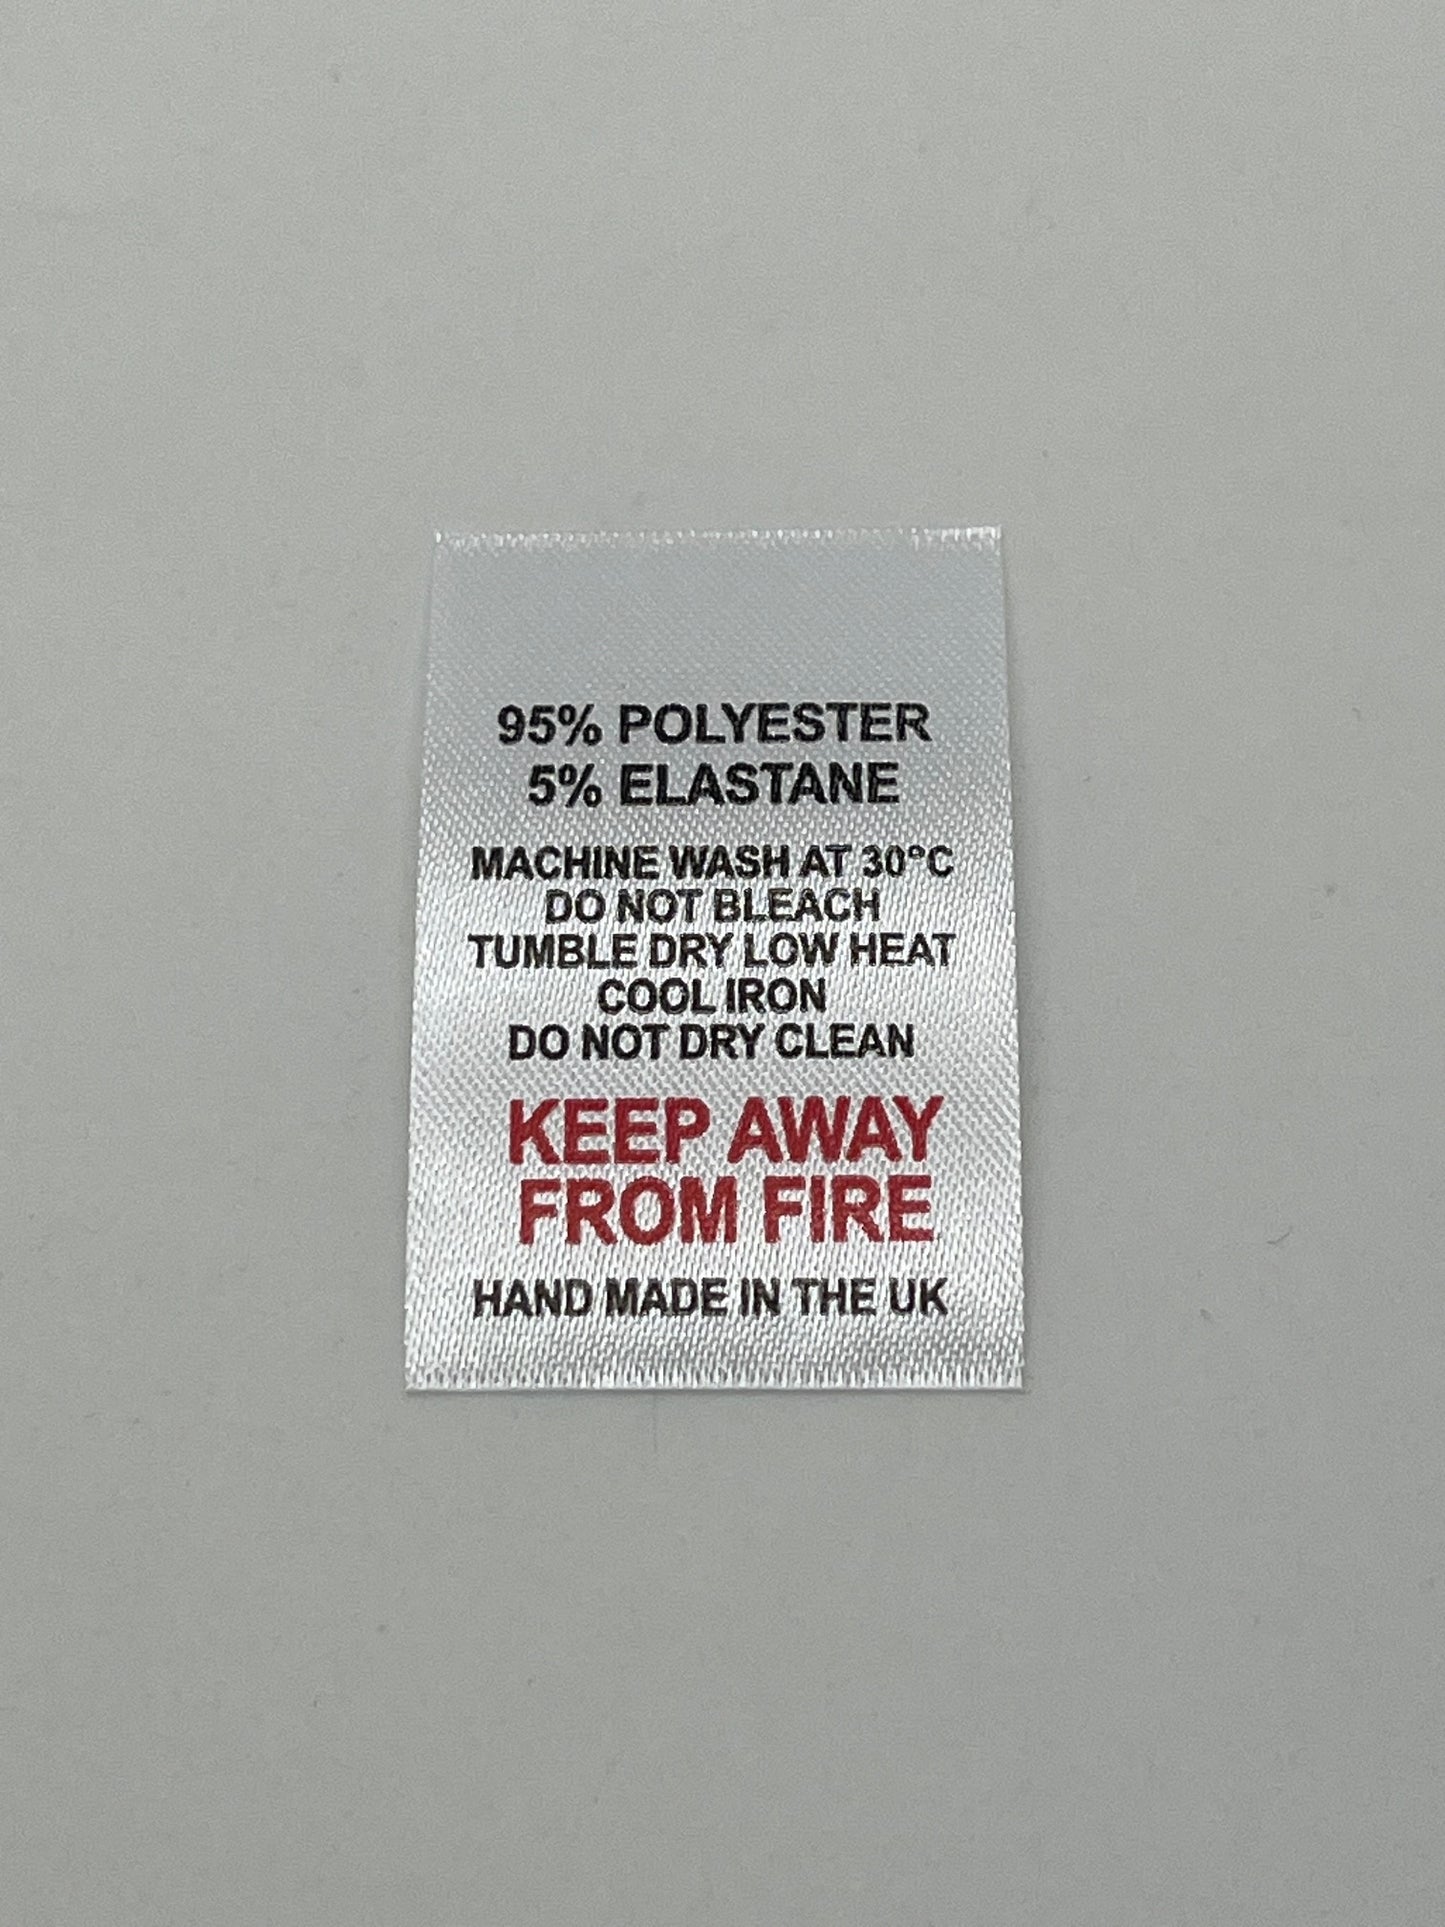 95% POLYESTER
5% ELASTANE
MACHINE WASH AT 30°C
DO NOT BLEACH
TUMBLE DRY LOW HEAT
COOL IRON
DO NOT DRY CLEAN
KEEP AWAY
FROM FIRE
HAND MADE IN THE UK